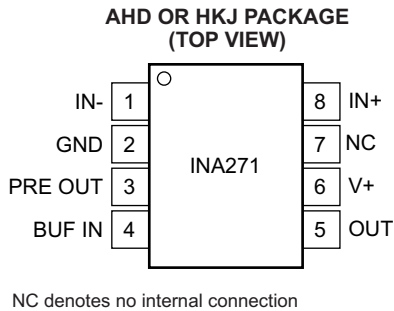 AHD OR HKJ PACKAGE
(TOP VIEW)
IN- 1 8 IN+
GND 2 7 NC
INA271
PRE OUT 3 6 V+
BUF IN 4 5 OUT
NC denotes no internal connection